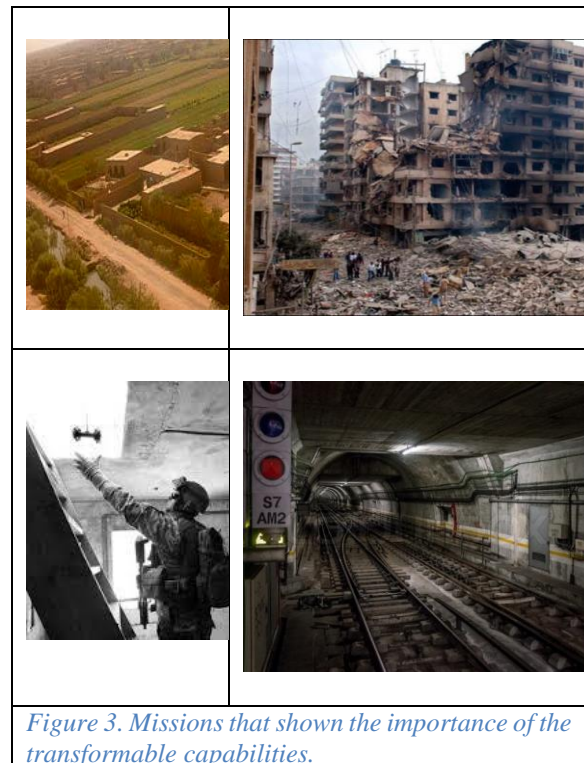 S7
AM2
Figure 3. Missions that shown the importance of the
transformable capabilities.